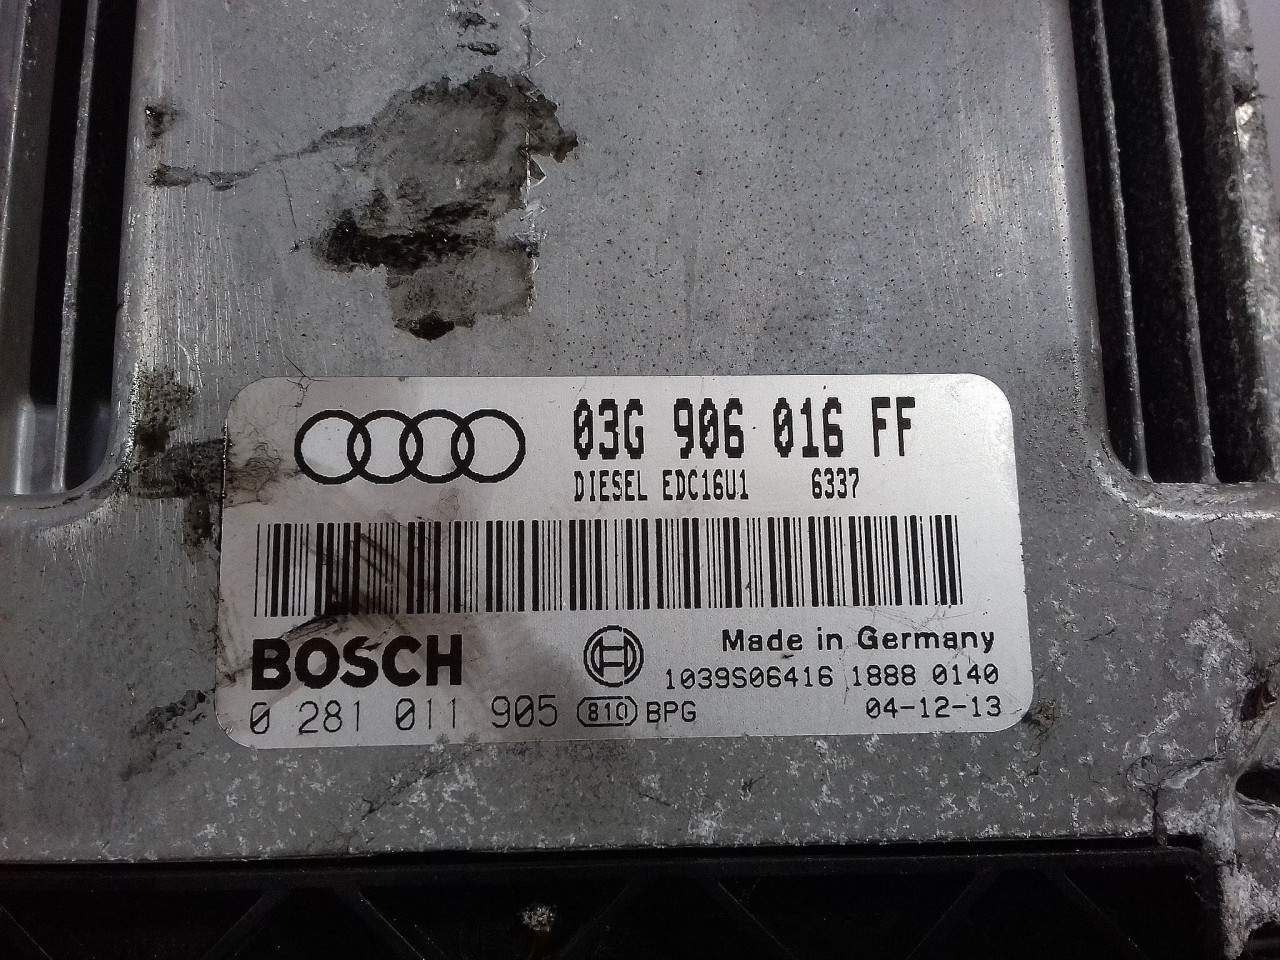 03G 906 016 FF
DIESEL EDC16U1 6337
BOSCH
Made in Germany
1039S06416 1888 0140
0 281 011 905 810 BPG 04-12-13